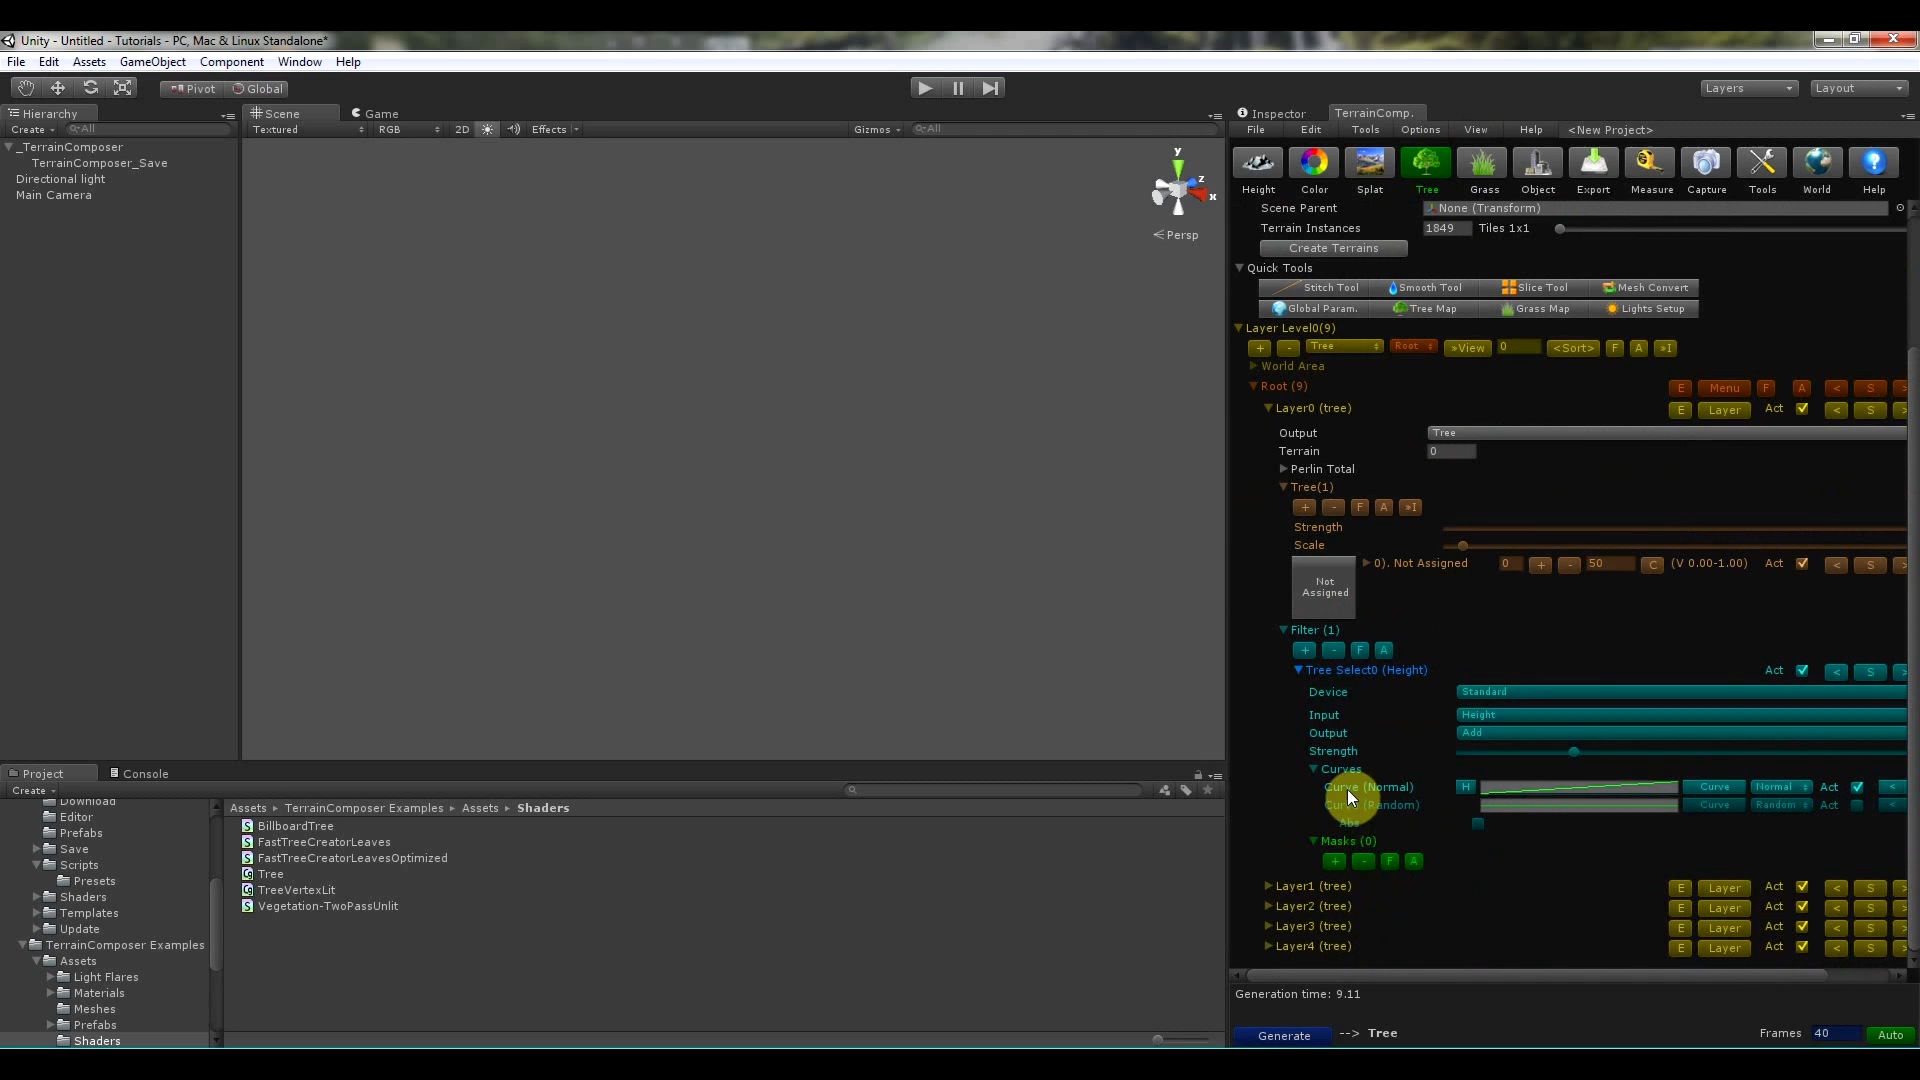 Unity - Untitled - Tutorials - PC, Mac & Linux Standalone*
File Edit Assets GameObject Component Window Help
Pivot Global Layers Layout
Hierarchy
Create All
_TerrainComposer
TerrainComposer_Save
Directional light
Main Camera
Scene Game
Textured RGB 2D Effects Gizmos All
y
z
x
Persp
Inspector TerrainComp.
File Edit Tools Options View Help <New Project>
Height Color Splat Tree Grass Object Export Measure Capture Tools World Help
Scene Parent None (Transform)
Terrain Instances 1849 Tiles 1x1
Create Terrains
Quick Tools
Stitch Tool Smooth Tool Slice Tool Mesh Convert
Global Param. Tree Map Grass Map Lights Setup
Layer Level0(9)
+ - Tree Root »View 0 <Sort> F A »I
World Area
Root (9) E Menu F A < S >
Layer0 (tree) E Layer Act < S >
Output Tree
Terrain 0
Perlin Total
Tree(1)
+ - F A »I
Strength
Scale
Not Assigned
0). Not Assigned 0 + - 50 C (V 0.00-1.00) Act < S >
Filter (1)
+ - F A
Tree Select0 (Height) Act < S >
Device Standard
Input Height
Output Add
Strength
Curves
Curve (Normal) H Curve Normal Act <
Curve (Random) Curve Random Act <
Abs
Masks (0)
+ - F A
Layer1 (tree) E Layer Act < S >
Layer2 (tree) E Layer Act < S >
Layer3 (tree) E Layer Act < S >
Layer4 (tree) E Layer Act < S >
Generation time: 9.11
Generate --> Tree Frames 40 Auto
Project Console
Create
Download
Editor
Prefabs
Save
Scripts
Presets
Shaders
Templates
Update
TerrainComposer Examples
Assets
Light Flares
Materials
Meshes
Prefabs
Shaders
Assets TerrainComposer Examples Assets Shaders
BillboardTree
FastTreeCreatorLeaves
FastTreeCreatorLeavesOptimized
Tree
TreeVertexLit
Vegetation-TwoPassUnlit